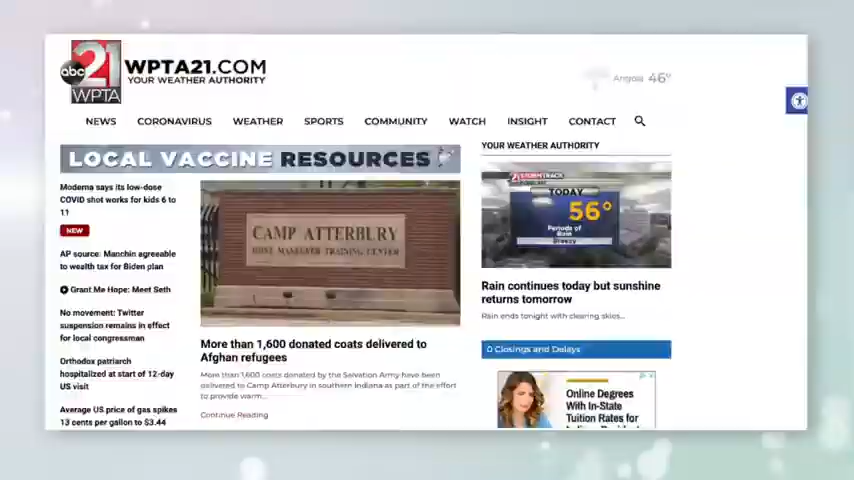 abc 21
WPTA
WPTA21.COM
YOUR WEATHER AUTHORITY
Angola 46°
NEWS CORONAVIRUS WEATHER SPORTS COMMUNITY WATCH INSIGHT CONTACT
LOCAL VACCINE RESOURCES
Moderna says its low-dose
COVID shot works for kids 6 to
11
NEW
AP source: Manchin agreeable
to wealth tax for Biden plan
Grant Me Hope: Meet Seth
No movement: Twitter
suspension remains in effect
for local congressman
Orthodox patriarch
hospitalized at start of 12-day
US visit
Average US price of gas spikes
13 cents per gallon to $3.44
CAMP ATTERBURY
JOINT MANEUVER TRAINING CENTER
More than 1,600 donated coats delivered to
Afghan refugees
More than 1,600 coats donated by the Salvation Army have been
delivered to Camp Atterbury in southern Indiana as part of the effort
to provide warm...
Continue Reading
YOUR WEATHER AUTHORITY
21 STORMTRACK
FORECAST
TODAY
56°
Periods of
Rain
Breezy
Rain continues today but sunshine
returns tomorrow
Rain ends tonight with clearing skies...
0 Closings and Delays
Online Degrees
With In-State
Tuition Rates for